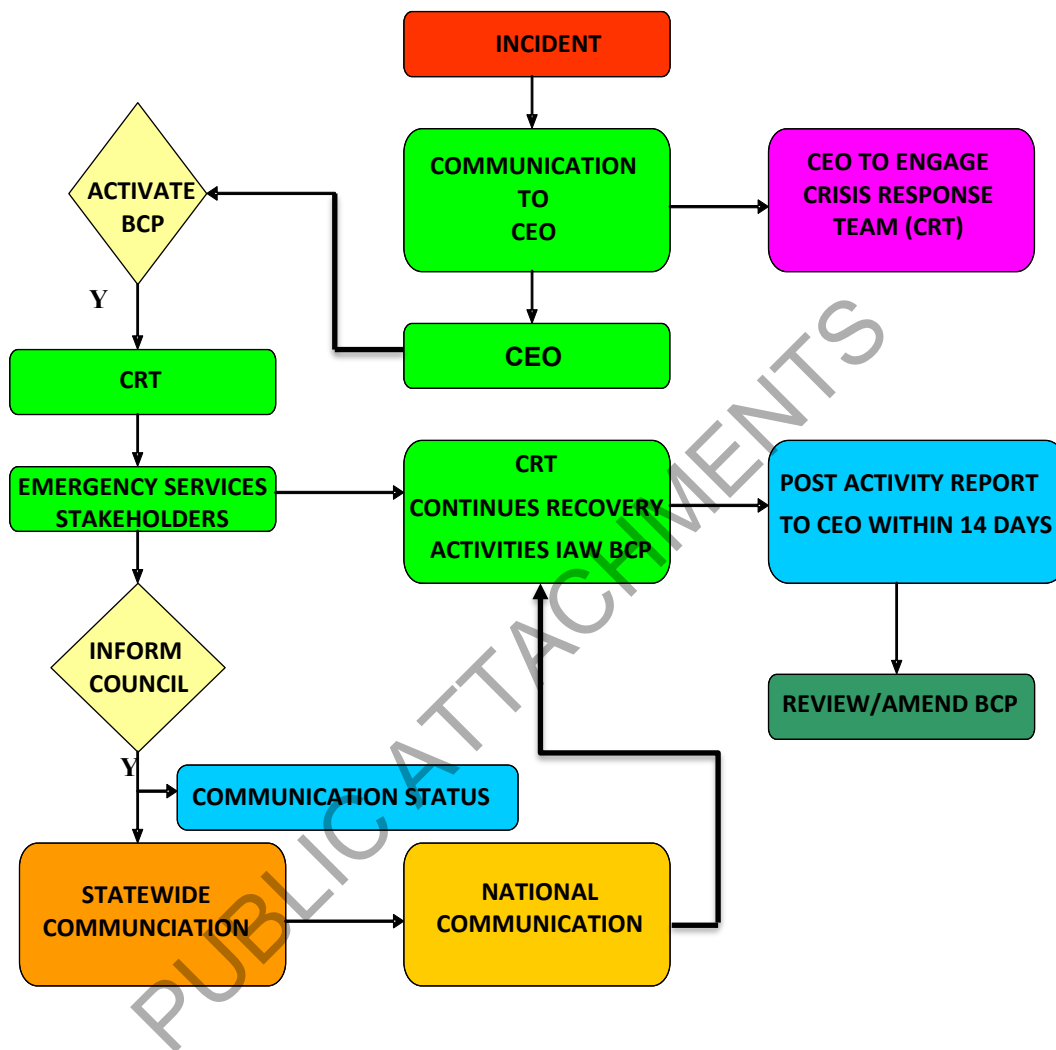 INCIDENT
COMMUNICATION
TO
CEO
CEO TO ENGAGE
CRISIS RESPONSE
TEAM (CRT)
ACTIVATE
BCP
Y
CEO
CRT
EMERGENCY SERVICES
STAKEHOLDERS
CRT
CONTINUES RECOVERY
ACTIVITIES IAW BCP
POST ACTIVITY REPORT
TO CEO WITHIN 14 DAYS
INFORM
COUNCIL
REVIEW/AMEND BCP
Y
COMMUNICATION STATUS
STATEWIDE
COMMUNCIATION
NATIONAL
COMMUNICATION
PUBLIC ATTACHMENTS